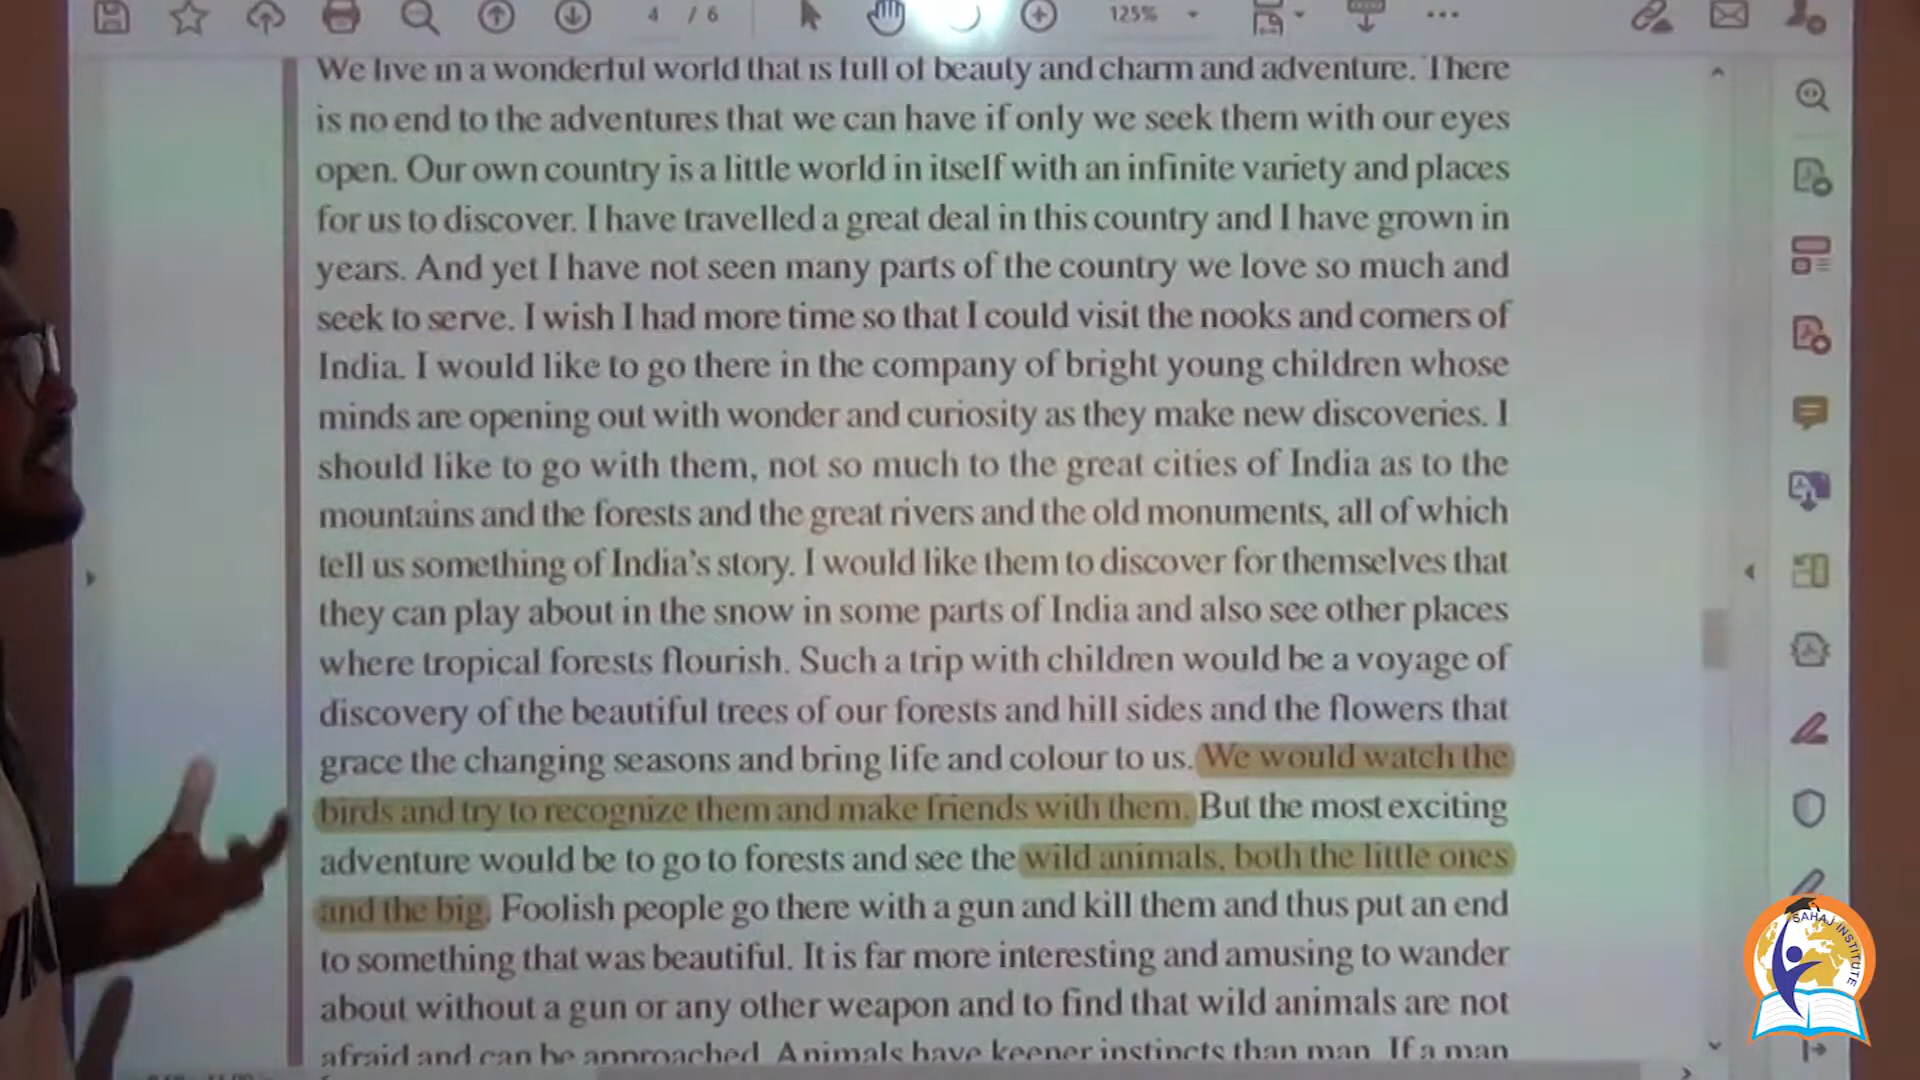 4 / 6
125%
We live in a wonderful world that is full of beauty and charm and adventure. There
is no end to the adventures that we can have if only we seek them with our eyes
open. Our own country is a little world in itself with an infinite variety and places
for us to discover. I have travelled a great deal in this country and I have grown in
years. And yet I have not seen many parts of the country we love so much and
seek to serve. I wish I had more time so that I could visit the nooks and corners of
India. I would like to go there in the company of bright young children whose
minds are opening out with wonder and curiosity as they make new discoveries. I
should like to go with them, not so much to the great cities of India as to the
mountains and the forests and the great rivers and the old monuments, all of which
tell us something of India's story. I would like them to discover for themselves that
they can play about in the snow in some parts of India and also see other places
where tropical forests flourish. Such a trip with children would be a voyage of
discovery of the beautiful trees of our forests and hill sides and the flowers that
grace the changing seasons and bring life and colour to us. We would watch the
birds and try to recognize them and make friends with them. But the most exciting
adventure would be to go to forests and see the wild animals, both the little ones
and the big. Foolish people go there with a gun and kill them and thus put an end
to something that was beautiful. It is far more interesting and amusing to wander
about without a gun or any other weapon and to find that wild animals are not
afraid and can be approached. Animals have keener instincts than man. If a man
SAHAJ INSTITUTE